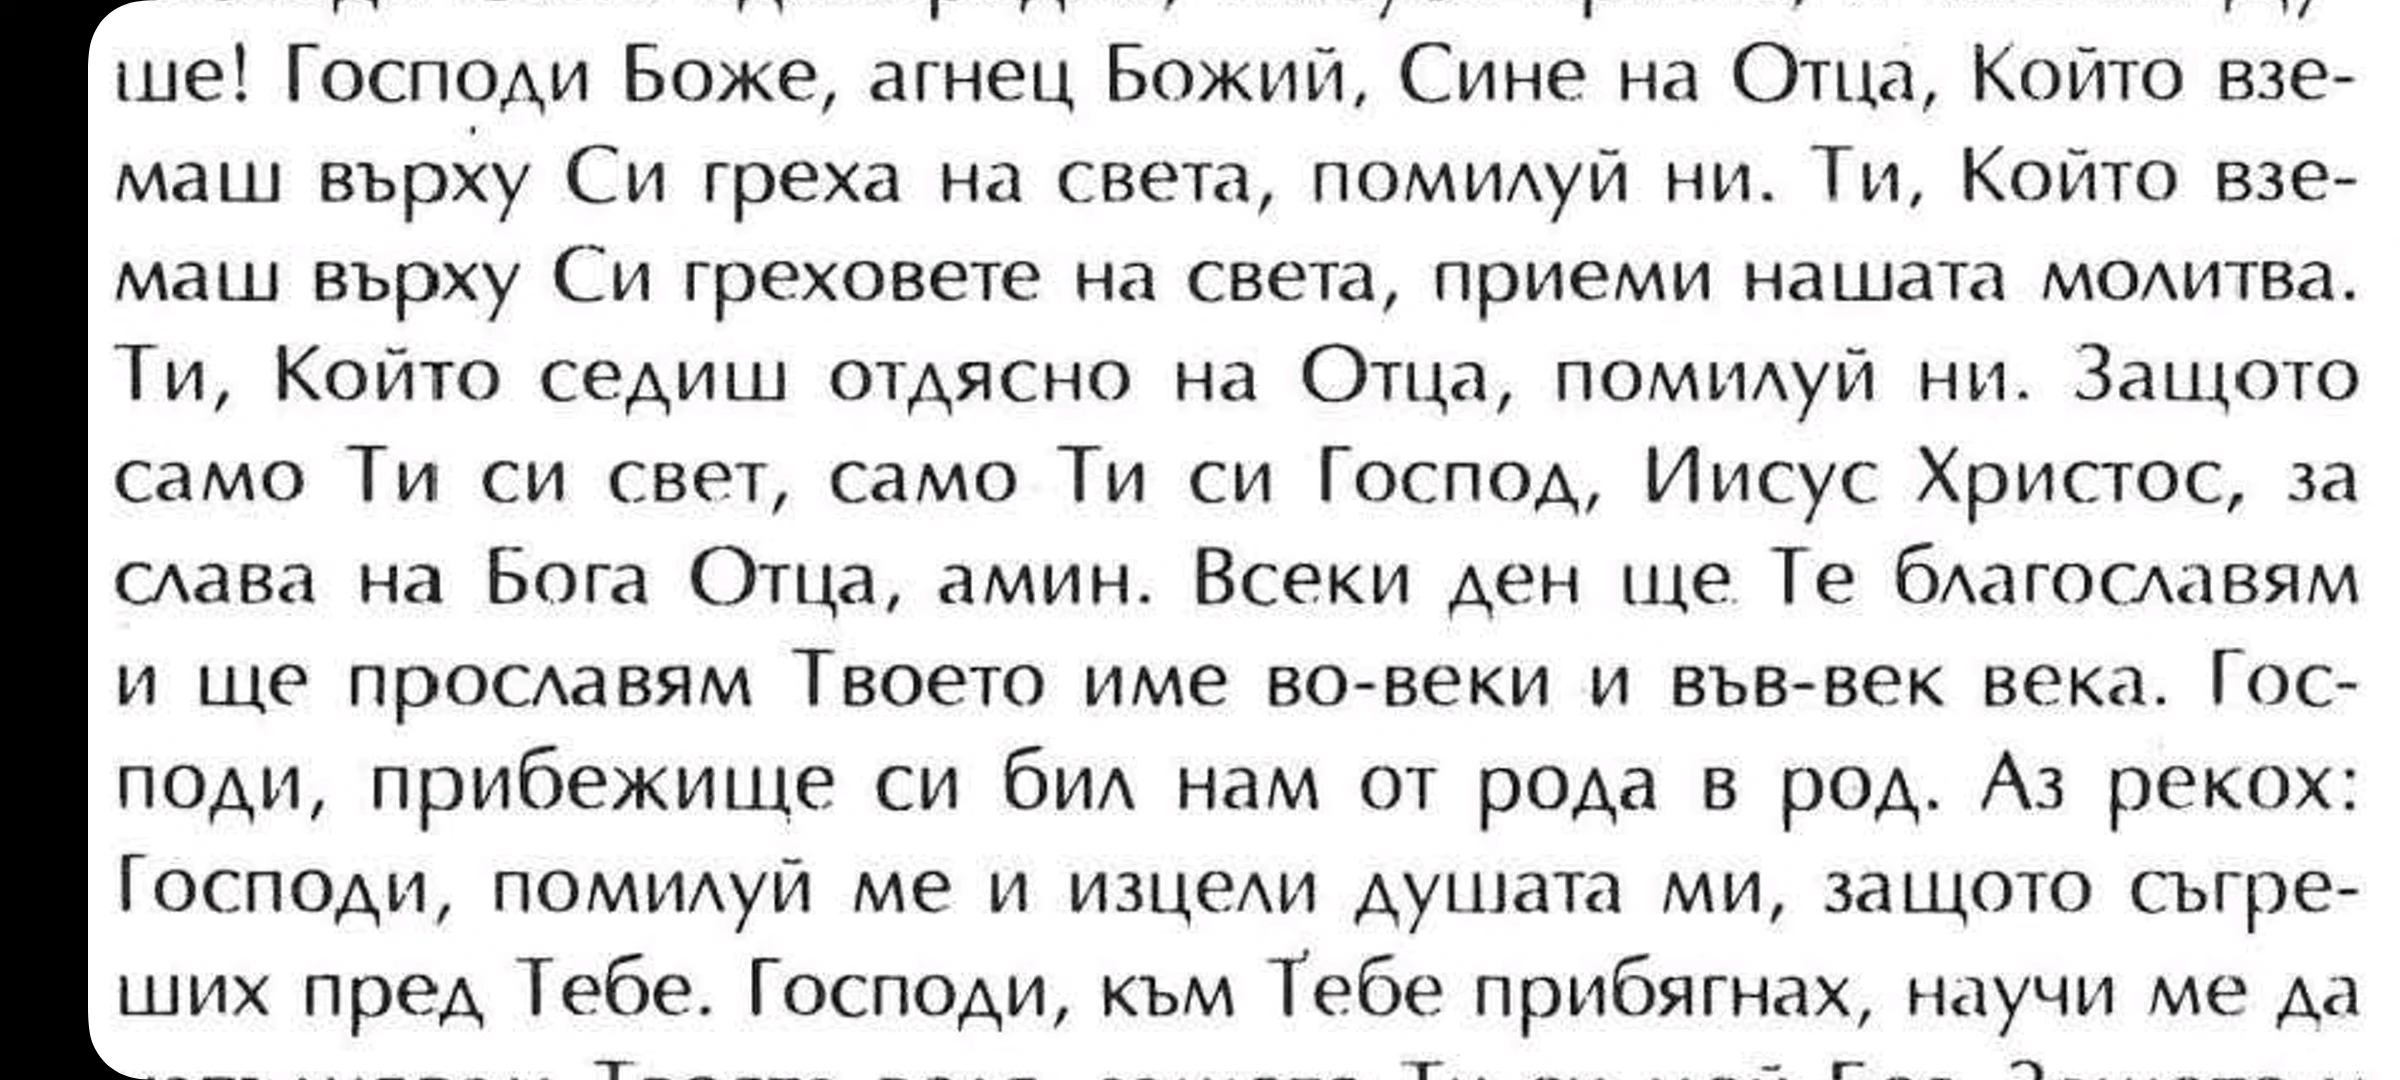 ше! Господи Боже, агнец Божий, Сине на Отца, Който взе-
маш върху Си греха на света, помилуй ни. Ти, Който взе-
маш върху Си греховете на света, приеми нашата молитва.
Ти, Който седиш отдясно на Отца, помилуй ни. Защото
само Ти си свет, само Ти си Господ, Иисус Христос, за
слава на Бога Отца, амин. Всеки ден ще Те благославям
и ще прославям Твоето име во-веки и във-век века. Гос-
поди, прибежище си бил нам от рода в род. Аз рекох:
Господи, помилуй ме и изцели душата ми, защото съгре-
ших пред Тебе. Господи, към Тебе прибягнах, научи ме да